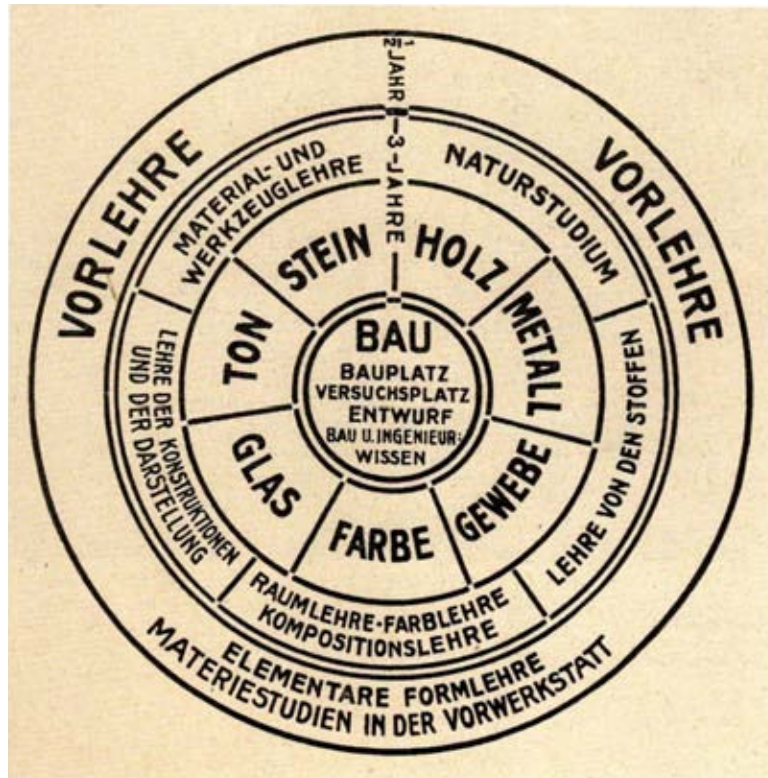 VORLEHRE
VORLEHRE
1/2 JAHR
3-JAHRE
MATERIAL- UND
WERKZEUGLEHRE
NATURSTUDIUM
LEHRE VON DEN STOFFEN
RAUMLEHRE·FARBLEHRE
KOMPOSITIONSLEHRE
LEHRE DER KONSTRUKTIONEN
UND DER DARSTELLUNG
STEIN
HOLZ
METALL
GEWEBE
FARBE
GLAS
TON
BAU
BAUPLATZ
VERSUCHSPLATZ
ENTWURF
BAU U. INGENIEUR:
WISSEN
ELEMENTARE FORMLEHRE
MATERIESTUDIEN IN DER VORWERKSTATT